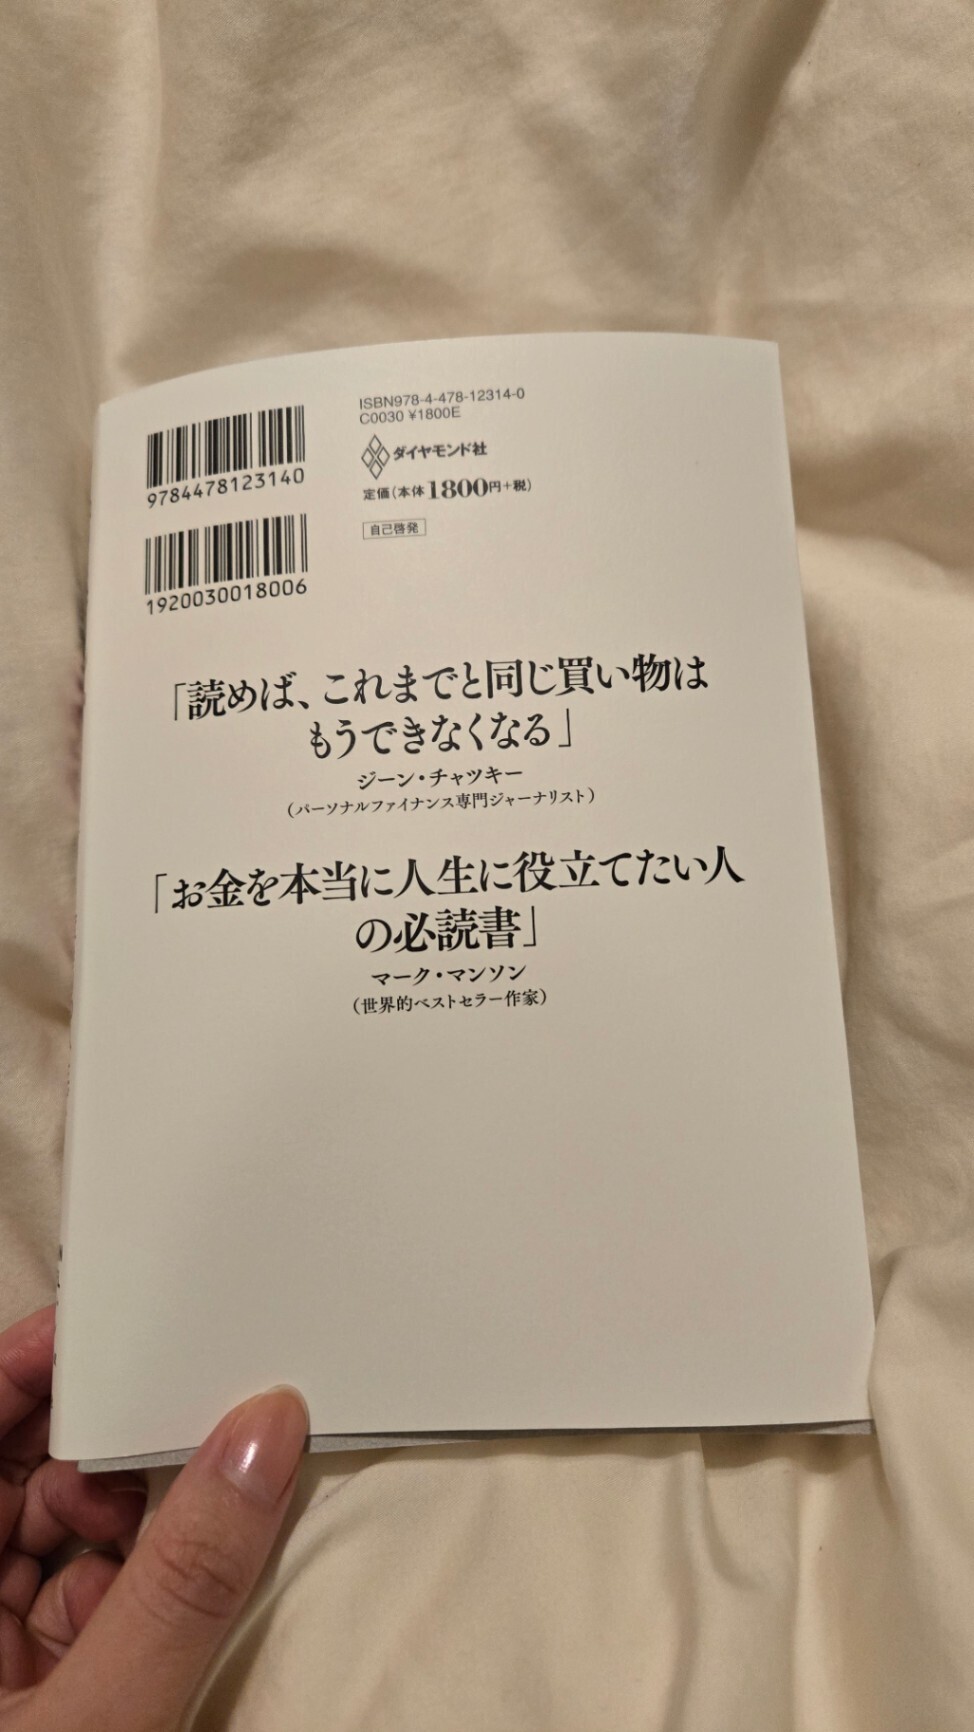 ISBN978-4-478-12314-0
C0030 ¥1800E
ダイヤモンド社
定価(本体1800円+税)
自己啓発
9784478123140
1920030018006
「読めば、これまでと同じ買い物は
もうできなくなる」
ジーン・チャツキー
(パーソナルファイナンス専門ジャーナリスト)
「お金を本当に人生に役立てたい人
の必読書」
マーク・マンソン
(世界的ベストセラー作家)